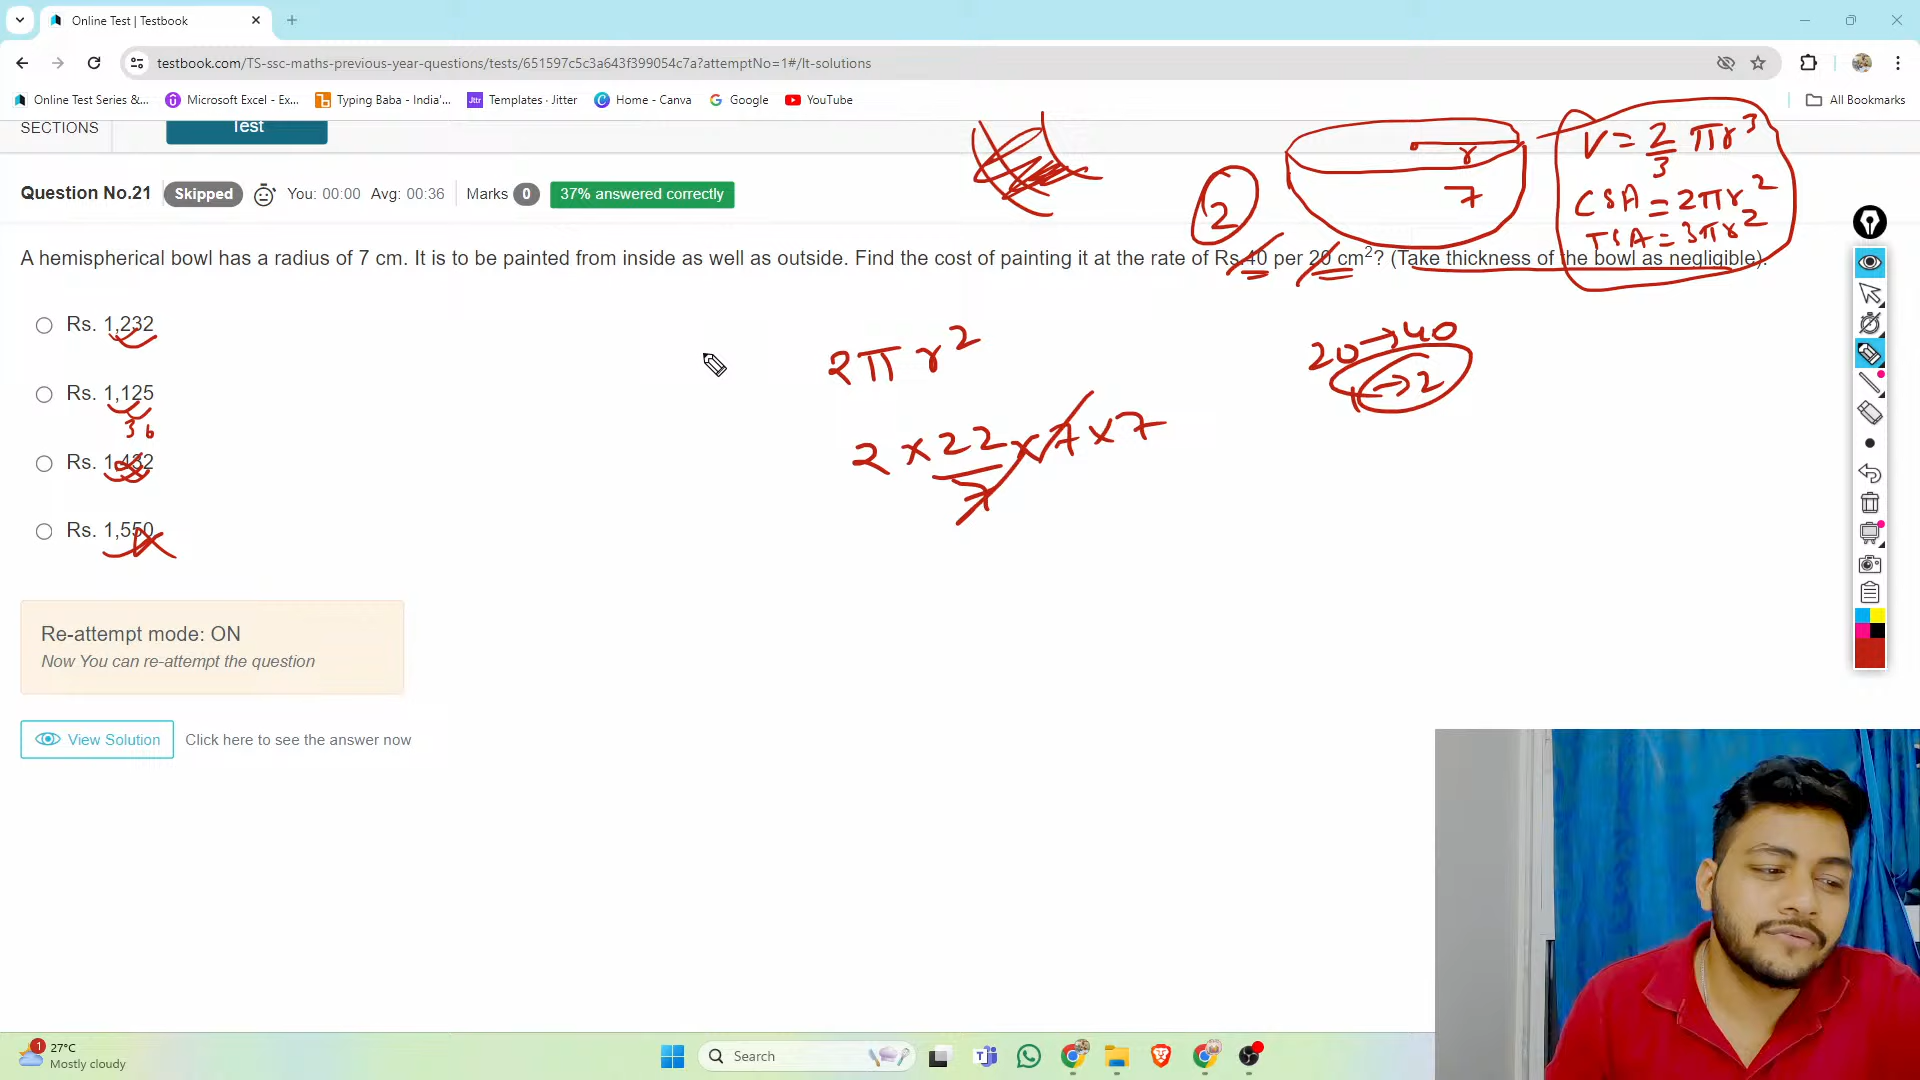 Online Test | Testbook
testbook.com/TS-ssc-maths-previous-year-questions/tests/651597c5c3a643f399054c7a?attemptNo=1#/lt-solutions
Online Test Series &... Microsoft Excel - Ex... Typing Baba - India'... Jttr Templates · Jitter Home - Canva Google YouTube All Bookmarks
SECTIONS Test
V = 2/3 πr³
CSA = 2πr²
TSA = 3πr²
r
7
2
Question No.21 Skipped You: 00:00 Avg: 00:36 Marks 0 37% answered correctly
A hemispherical bowl has a radius of 7 cm. It is to be painted from inside as well as outside. Find the cost of painting it at the rate of Rs.40 per 20 cm²? (Take thickness of the bowl as negligible).
Rs. 1,232
Rs. 1,125
36
Rs. 1,432
Rs. 1,550
2πr²
2 × 22/7 × 7 × 7
20 → 40
1 → 2
Re-attempt mode: ON
Now You can re-attempt the question
View Solution Click here to see the answer now
1 27°C
Mostly cloudy
Search